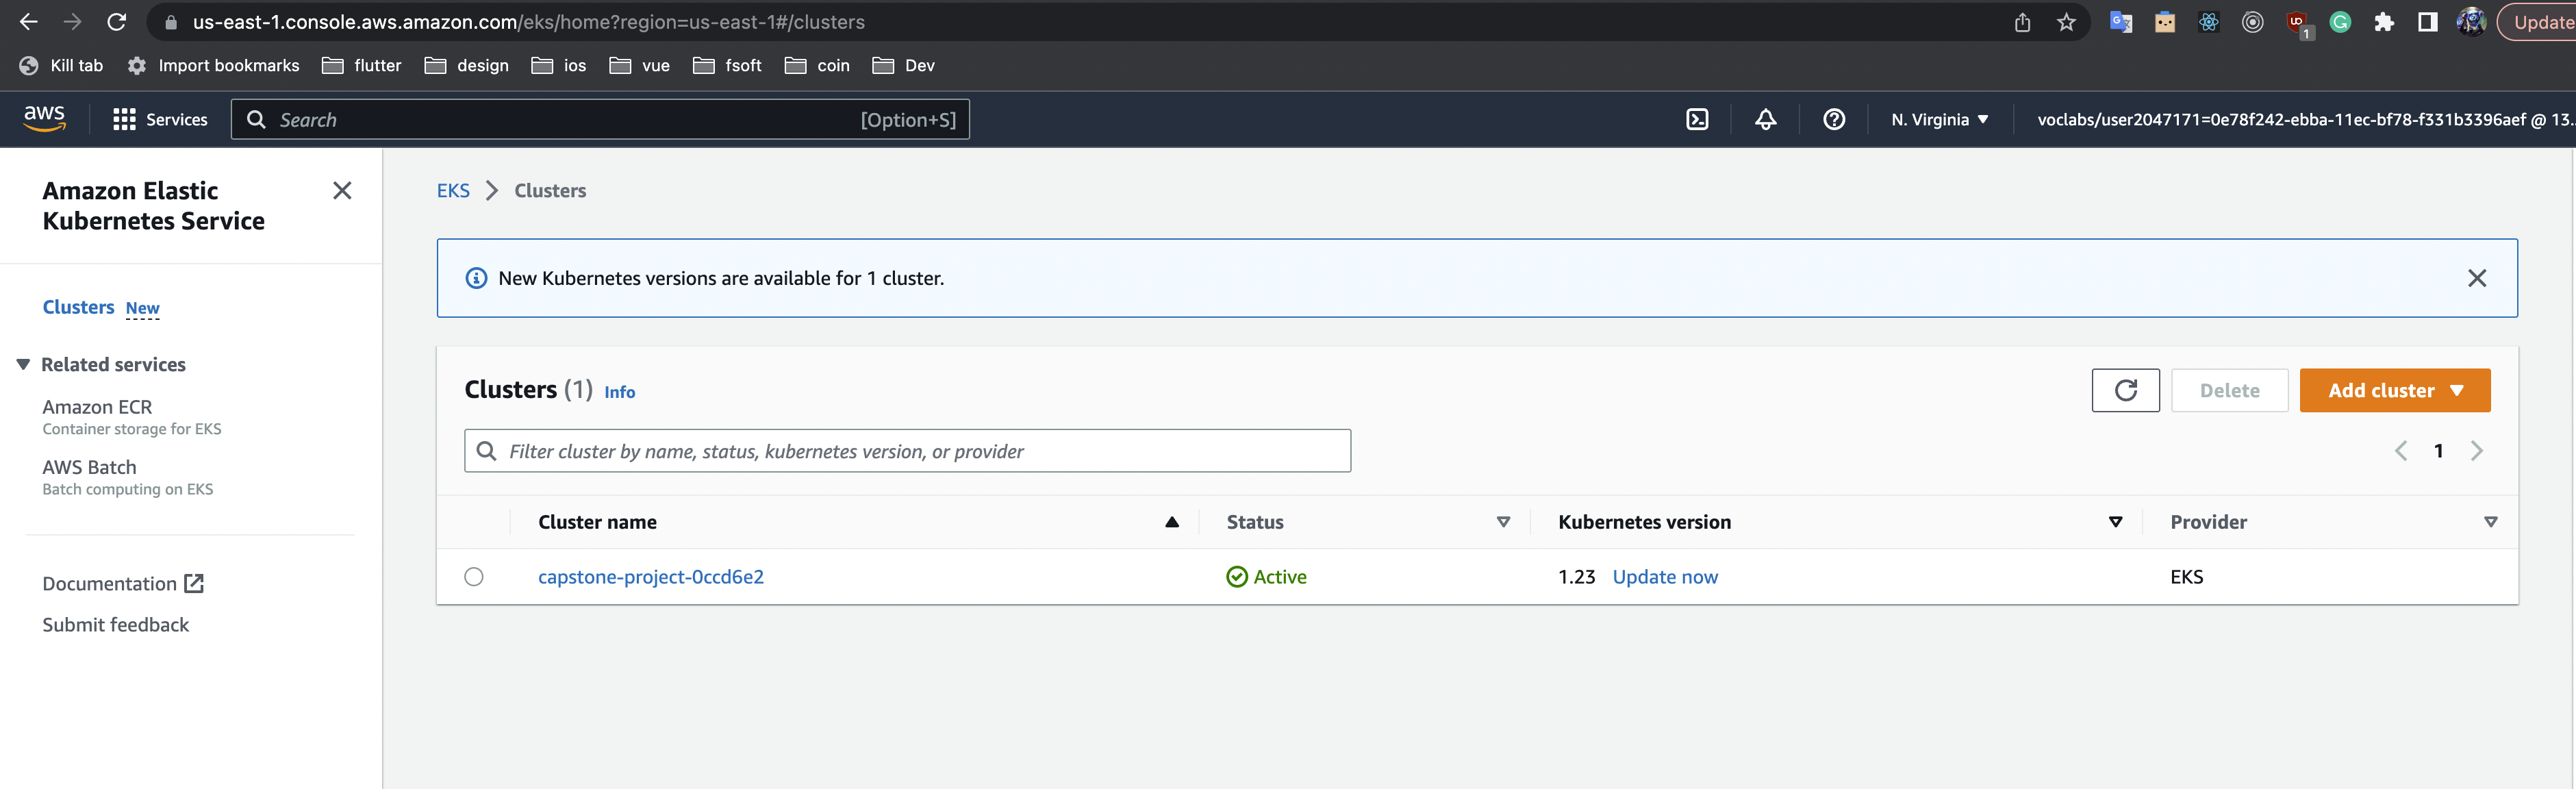 us-east-1.console.aws.amazon.com/eks/home?region=us-east-1#/clusters
1
Update
Kill tab Import bookmarks flutter design ios vue fsoft coin Dev
aws Services Search [Option+S] N. Virginia voclabs/user2047171=0e78f242-ebba-11ec-bf78-f331b3396aef @ 13..
Amazon Elastic
Kubernetes Service
Clusters New
Related services
Amazon ECR
Container storage for EKS
AWS Batch
Batch computing on EKS
Documentation
Submit feedback
EKS Clusters
New Kubernetes versions are available for 1 cluster.
Clusters (1) Info Delete Add cluster
Filter cluster by name, status, kubernetes version, or provider 1
Cluster name Status Kubernetes version Provider
capstone-project-0ccd6e2 Active 1.23 Update now EKS